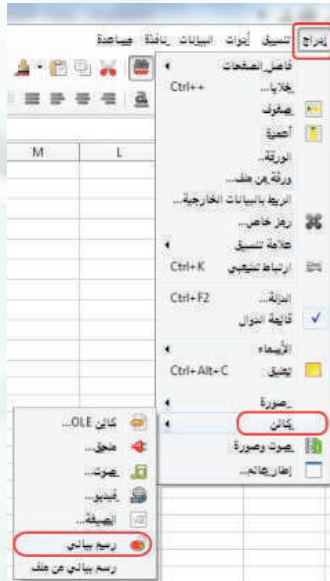 إدراج تنسيق أدوات البيانات نافذة مساعدة
فاصل الصفحات
خلايا... Ctrl++
صفوف
أعمدة
الورقة...
ورقة من ملف...
الربط بالبيانات الخارجية...
رمز خاص...
علامة تنسيق
ارتباط تشعبي Ctrl+K
الدالة... Ctrl+F2
قائمة الدوال
الأسماء
تعليق Ctrl+Alt+C
صورة
كائن
صوت وصورة
إطار عائم...
M L
كائن OLE...
ملحق...
صوت...
فيديو...
الصيغة...
رسم بياني
رسم بياني من ملف